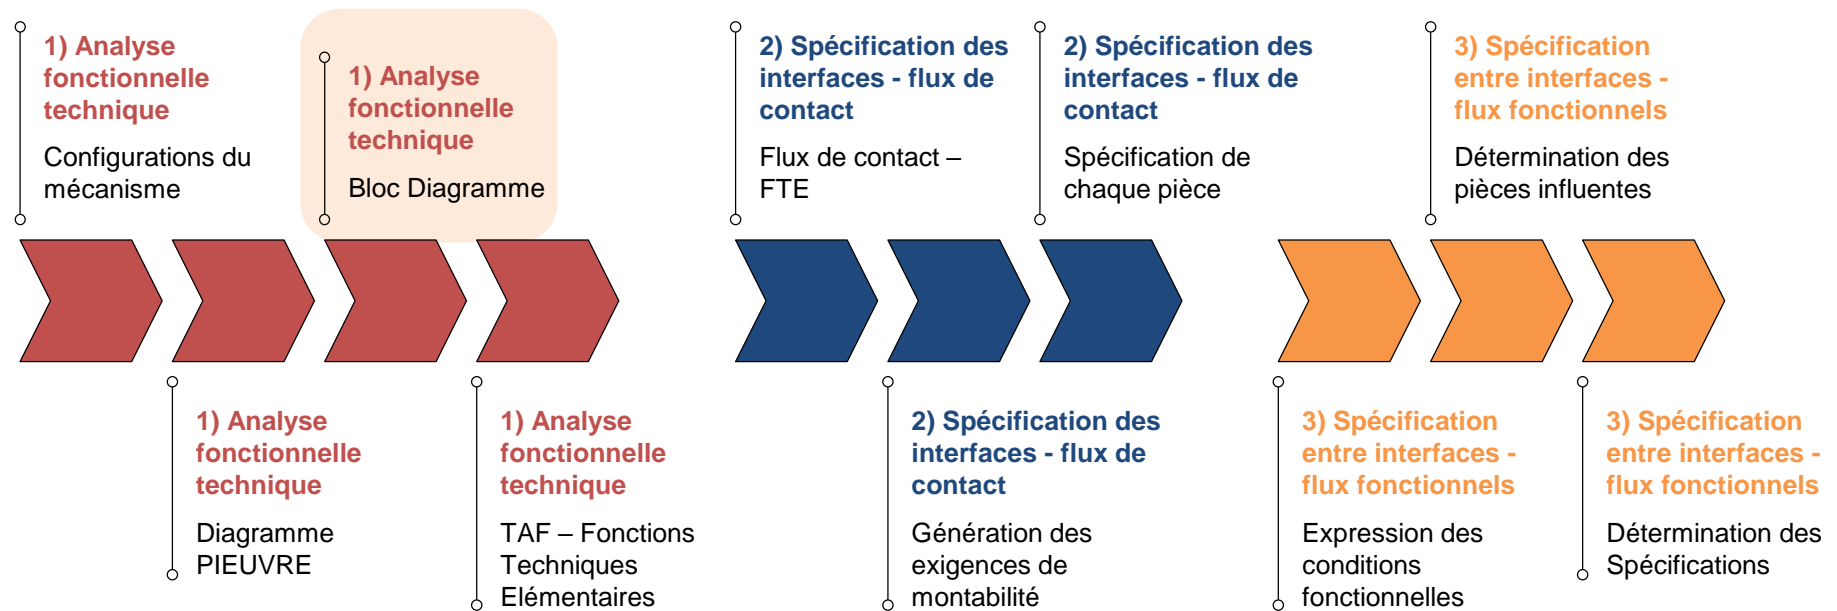 1) Analyse
fonctionnelle
technique
Configurations du
mécanisme
1) Analyse
fonctionnelle
technique
Bloc Diagramme
2) Spécification des
interfaces - flux de
contact
Flux de contact –
FTE
2) Spécification des
interfaces - flux de
contact
Spécification de
chaque pièce
3) Spécification
entre interfaces -
flux fonctionnels
Détermination des
pièces influentes
1) Analyse
fonctionnelle
technique
Diagramme
PIEUVRE
1) Analyse
fonctionnelle
technique
TAF – Fonctions
Techniques
Elémentaires
2) Spécification des
interfaces - flux de
contact
Génération des
exigences de
montabilité
3) Spécification
entre interfaces -
flux fonctionnels
Expression des
conditions
fonctionnelles
3) Spécification
entre interfaces -
flux fonctionnels
Détermination des
Spécifications